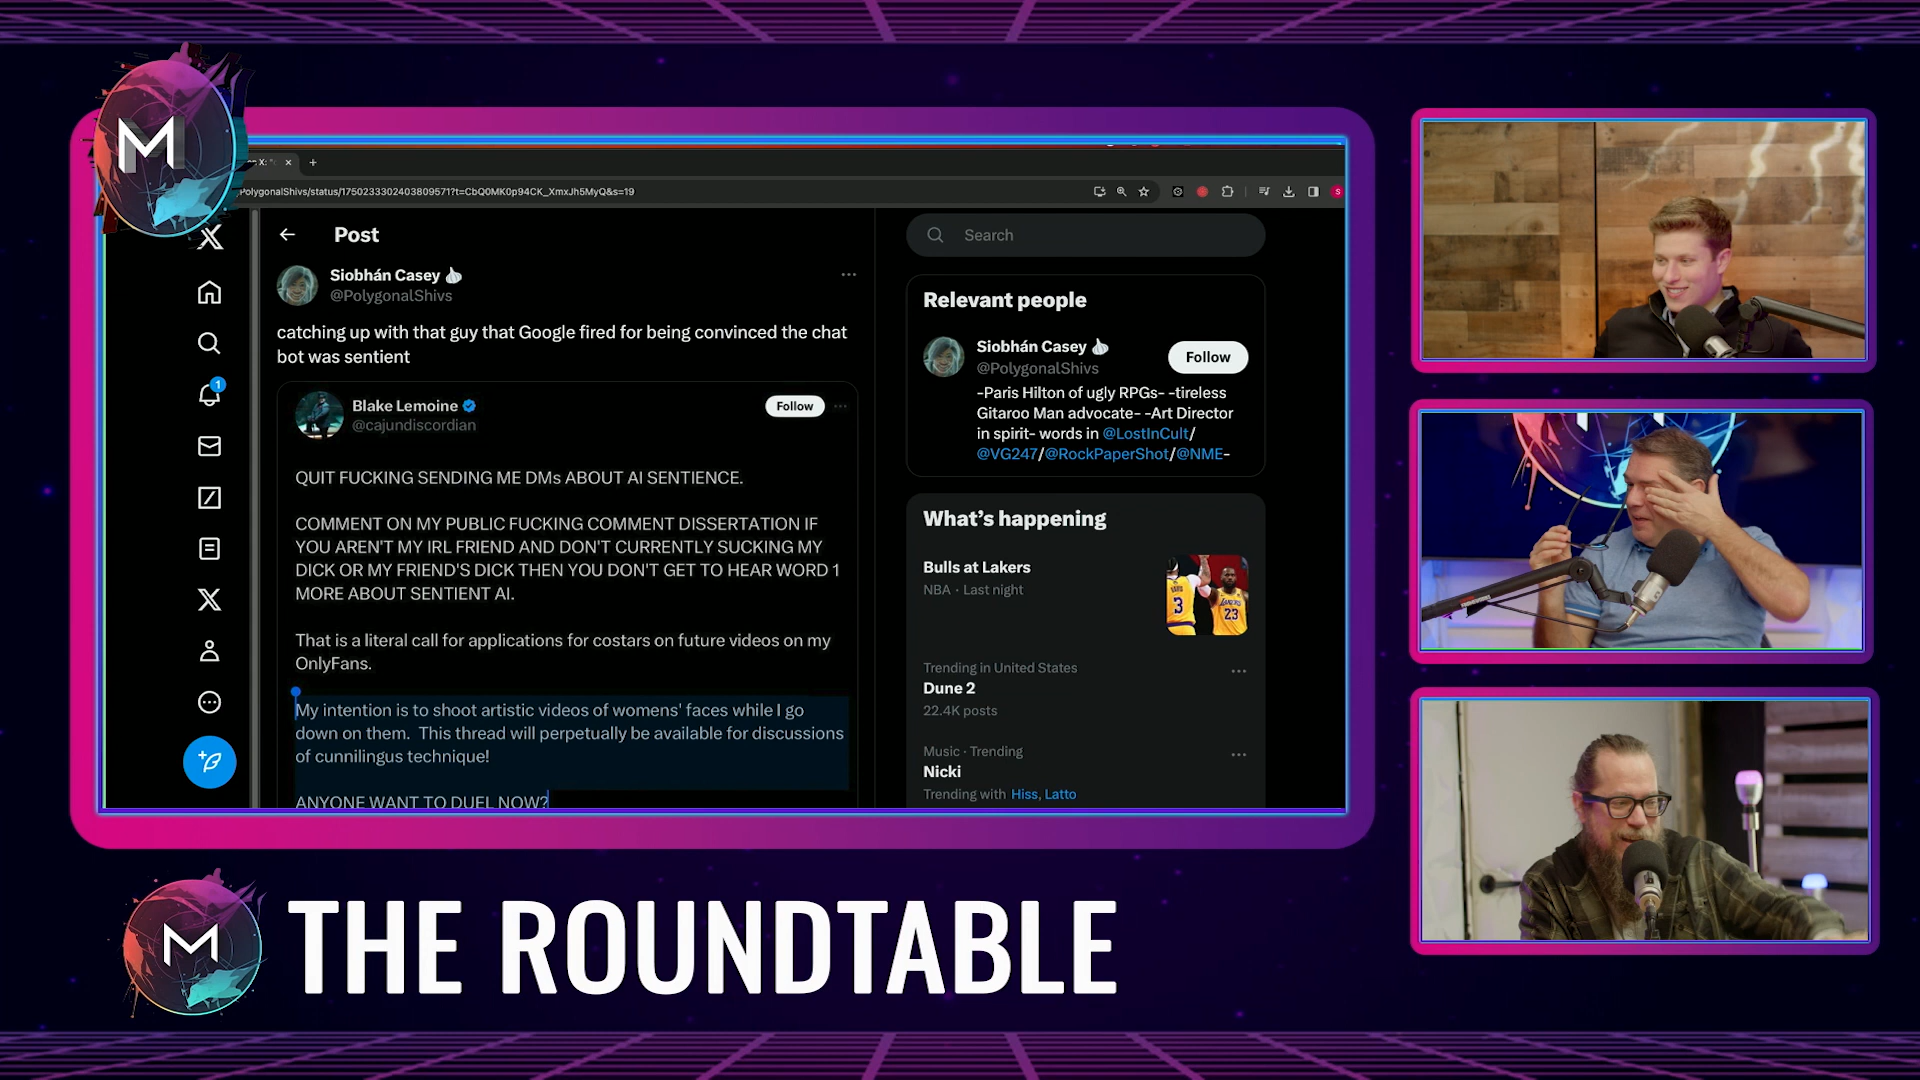 M
X: "c
PolygonalShivs/status/1750233302403809571?t=CbQ0MK0p94CK_XmxJh5MyQ&s=19
S
Post
Search
Siobhán Casey
@PolygonalShivs
catching up with that guy that Google fired for being convinced the chat
bot was sentient
Blake Lemoine
@cajundiscordian
Follow
QUIT FUCKING SENDING ME DMs ABOUT AI SENTIENCE.
COMMENT ON MY PUBLIC FUCKING COMMENT DISSERTATION IF
YOU AREN'T MY IRL FRIEND AND DON'T CURRENTLY SUCKING MY
DICK OR MY FRIEND'S DICK THEN YOU DON'T GET TO HEAR WORD 1
MORE ABOUT SENTIENT AI.
That is a literal call for applications for costars on future videos on my
OnlyFans.
My intention is to shoot artistic videos of womens' faces while I go
down on them.  This thread will perpetually be available for discussions
of cunnilingus technique!
ANYONE WANT TO DUEL NOW?
1
Relevant people
Siobhán Casey
@PolygonalShivs
Follow
-Paris Hilton of ugly RPGs- -tireless
Gitaroo Man advocate- -Art Director
in spirit- words in @LostInCult/
@VG247/@RockPaperShot/@NME-
What's happening
Bulls at Lakers
NBA · Last night
3
23
Trending in United States
Dune 2
22.4K posts
Music · Trending
Nicki
Trending with Hiss, Latto
M
THE ROUNDTABLE